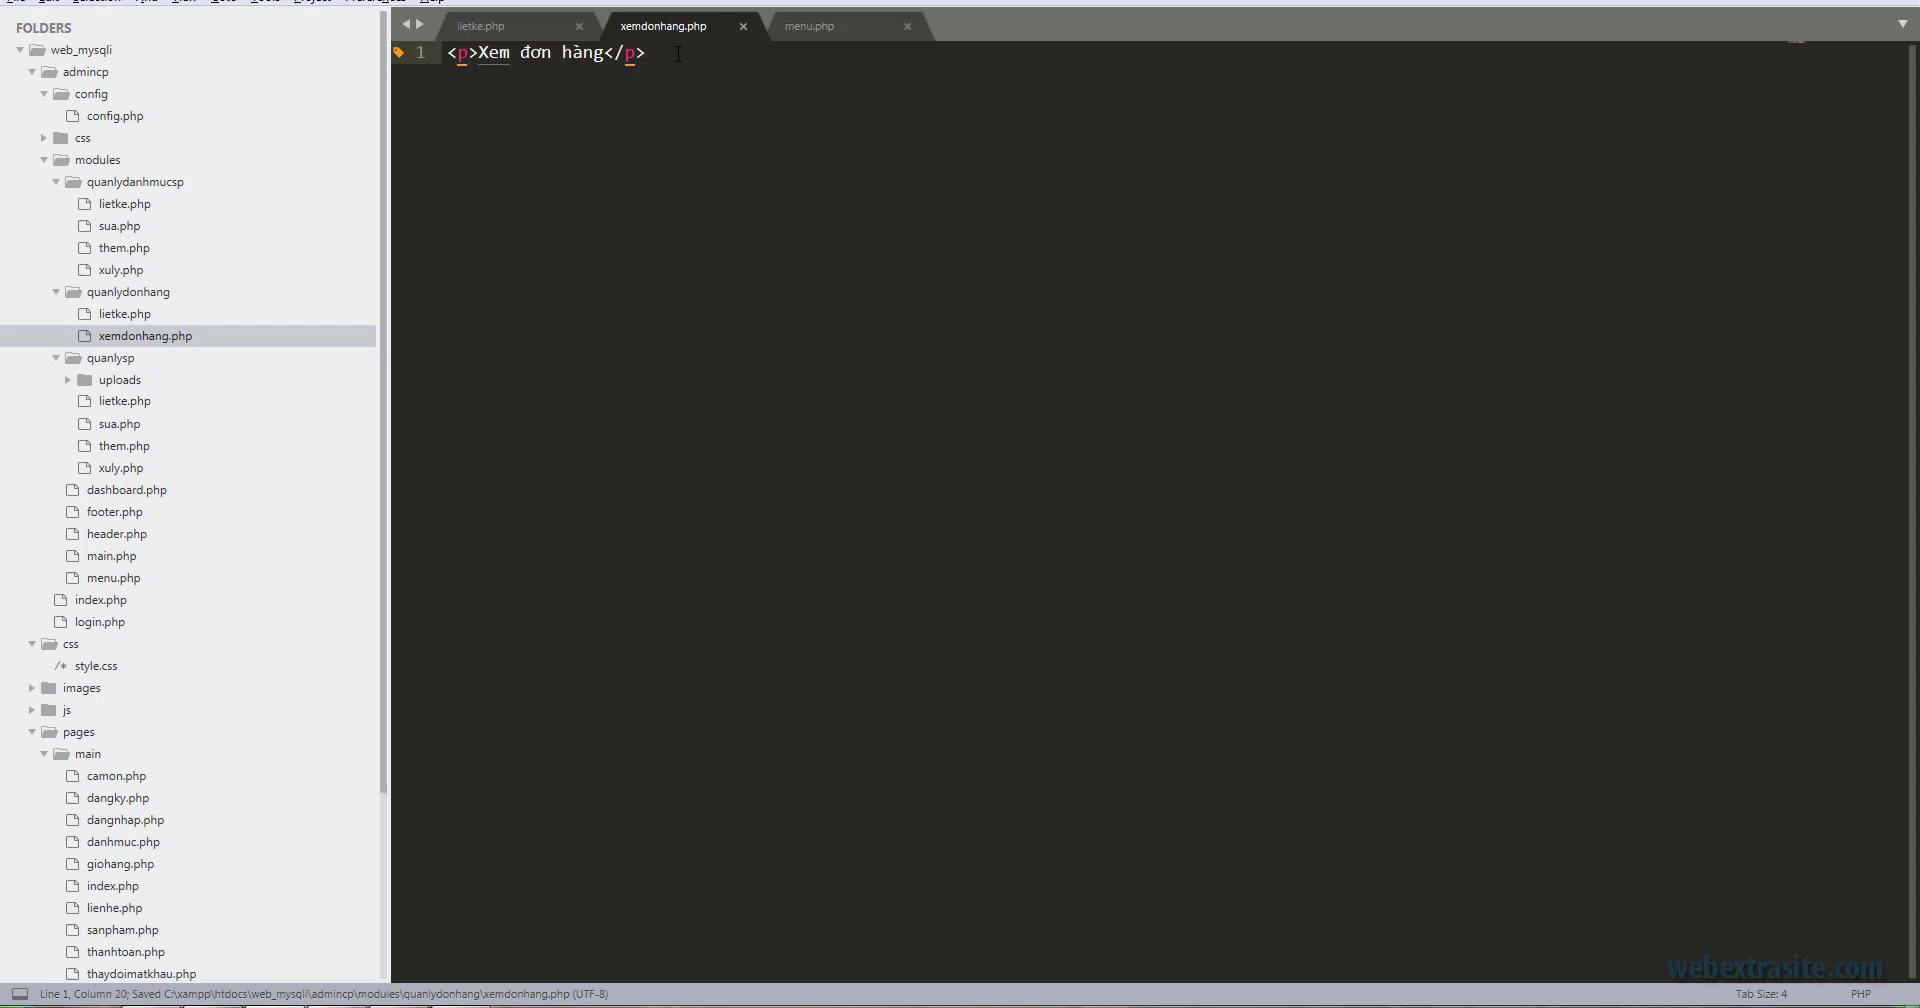 FOLDERS
web_mysqli
admincp
config
config.php
css
modules
quanlydanhmucsp
lietke.php
sua.php
them.php
xuly.php
quanlydonhang
lietke.php
xemdonhang.php
quanlysp
uploads
lietke.php
sua.php
them.php
xuly.php
dashboard.php
footer.php
header.php
main.php
menu.php
index.php
login.php
css
/* style.css
images
js
pages
main
camon.php
dangky.php
dangnhap.php
danhmuc.php
giohang.php
index.php
lienhe.php
sanpham.php
thanhtoan.php
thaydoimatkhau.php
lietke.php × xemdonhang.php × menu.php ×
1 <p>Xem đơn hàng</p>
webextrasite.com
Line 1, Column 20; Saved C:\xampp\htdocs\web_mysqli\admincp\modules\quanlydonhang\xemdonhang.php (UTF-8) Tab Size: 4 PHP